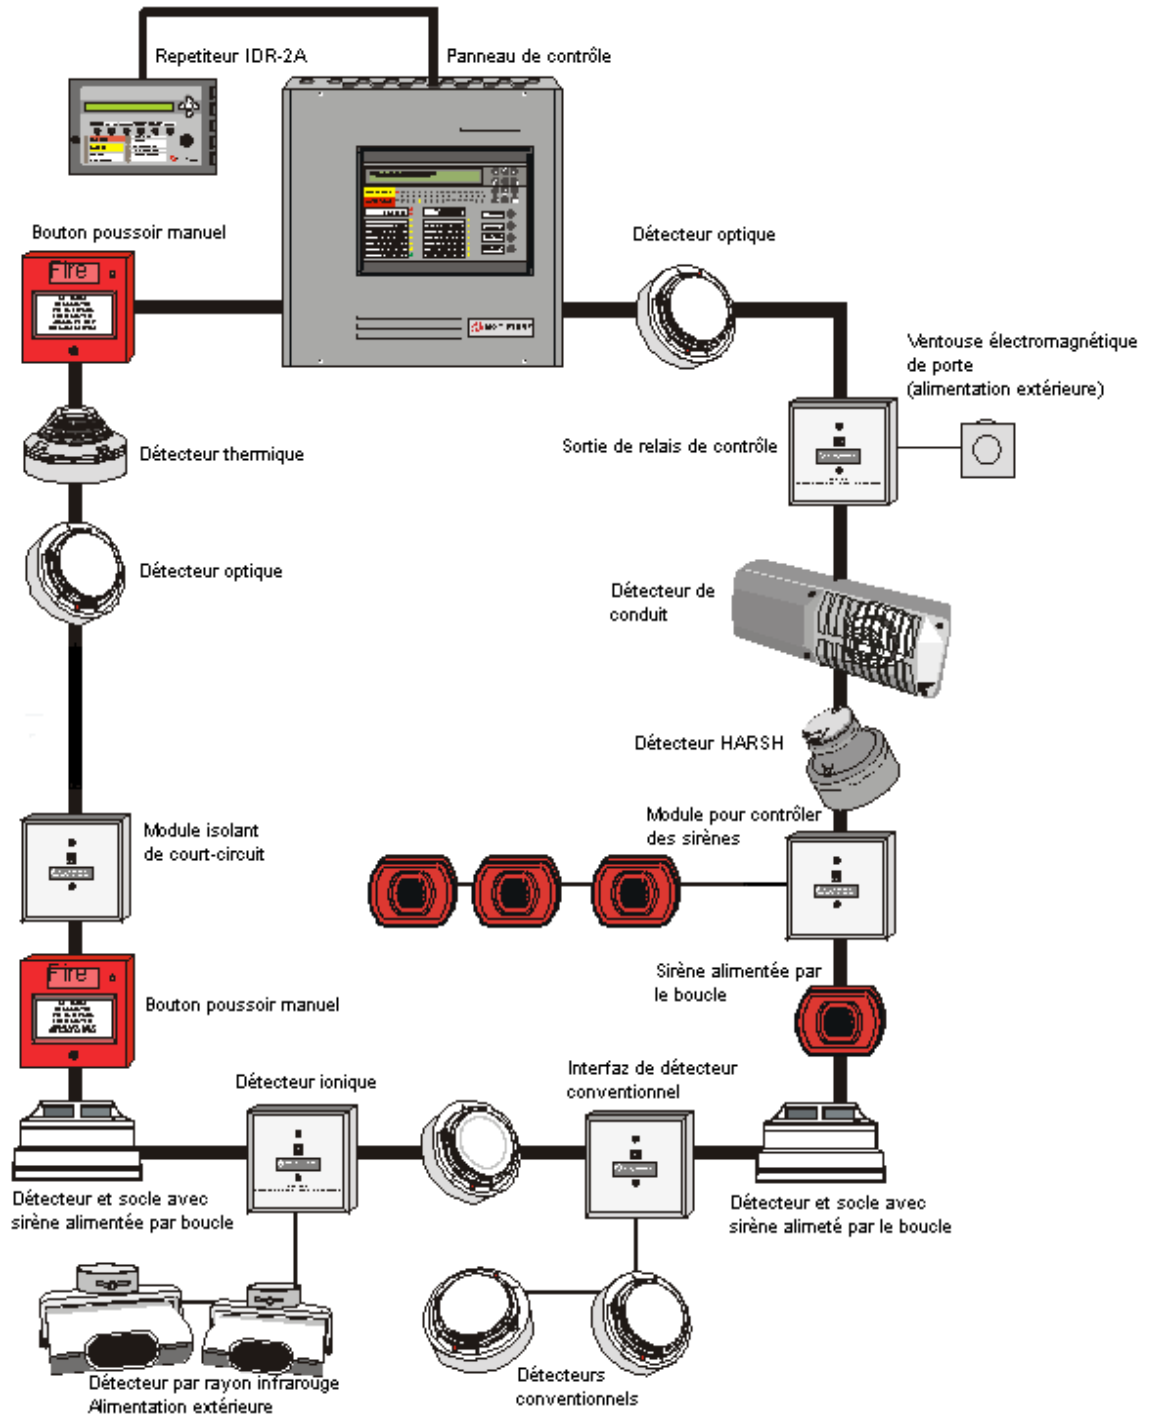 Repetiteur IDR-2A
Panneau de contrôle
Bouton poussoir manuel
Fire
Détecteur optique
Ventouse électromagnétique
de porte
(alimentation extérieure)
Détecteur thermique
Sortie de relais de contrôle
Détecteur optique
Détecteur de
conduit
Détecteur HARSH
Module isolant
de court-circuit
Module pour contrôler
des sirènes
Fire
Bouton poussoir manuel
Sirène alimentée par
le boucle
Détecteur ionique
Interfaz de détecteur
conventionnel
Détecteur et socle avec
sirène alimentée par boucle
Détecteur et socle avec
sirène alimeté par le boucle
Détecteur par rayon infrarouge
Alimentation extérieure
Détecteurs
conventionnels